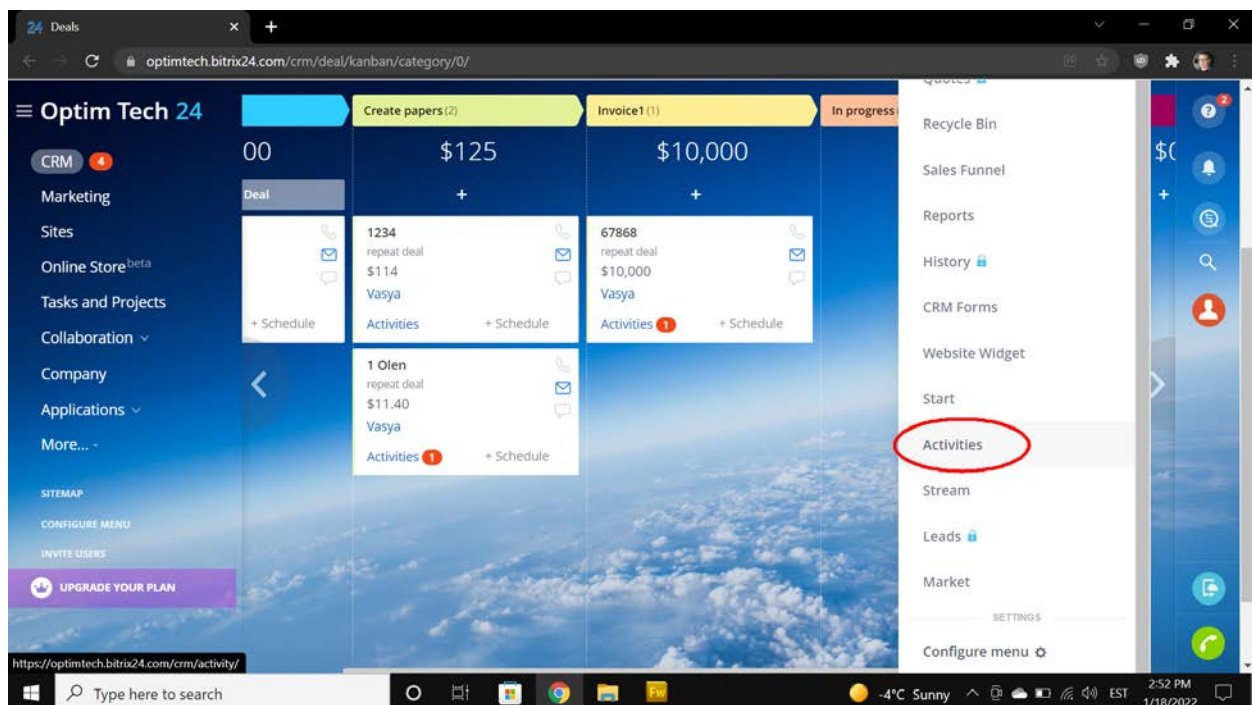 24 Deals
optimtech.bitrix24.com/crm/deal/kanban/category/0/
Optim Tech 24
CRM 4
Marketing
Sites
Online Store beta
Tasks and Projects
Collaboration
Company
Applications
More... -
SITEMAP
CONFIGURE MENU
INVITE USERS
UPGRADE YOUR PLAN
https://optimtech.bitrix24.com/crm/activity/
00
Deal
+ Schedule
Create papers (2)
$125
+
1234
repeat deal
$114
Vasya
Activities + Schedule
1 Olen
repeat deal
$11.40
Vasya
Activities 1 + Schedule
Invoice1 (1)
$10,000
+
67868
repeat deal
$10,000
Vasya
Activities 1 + Schedule
In progress
Quotes
Recycle Bin
Sales Funnel
Reports
History
CRM Forms
Website Widget
Start
Activities
Stream
Leads
Market
SETTINGS
Configure menu
$0
+
2
Type here to search
Fw
-4°C Sunny
EST
2:52 PM
1/18/2022